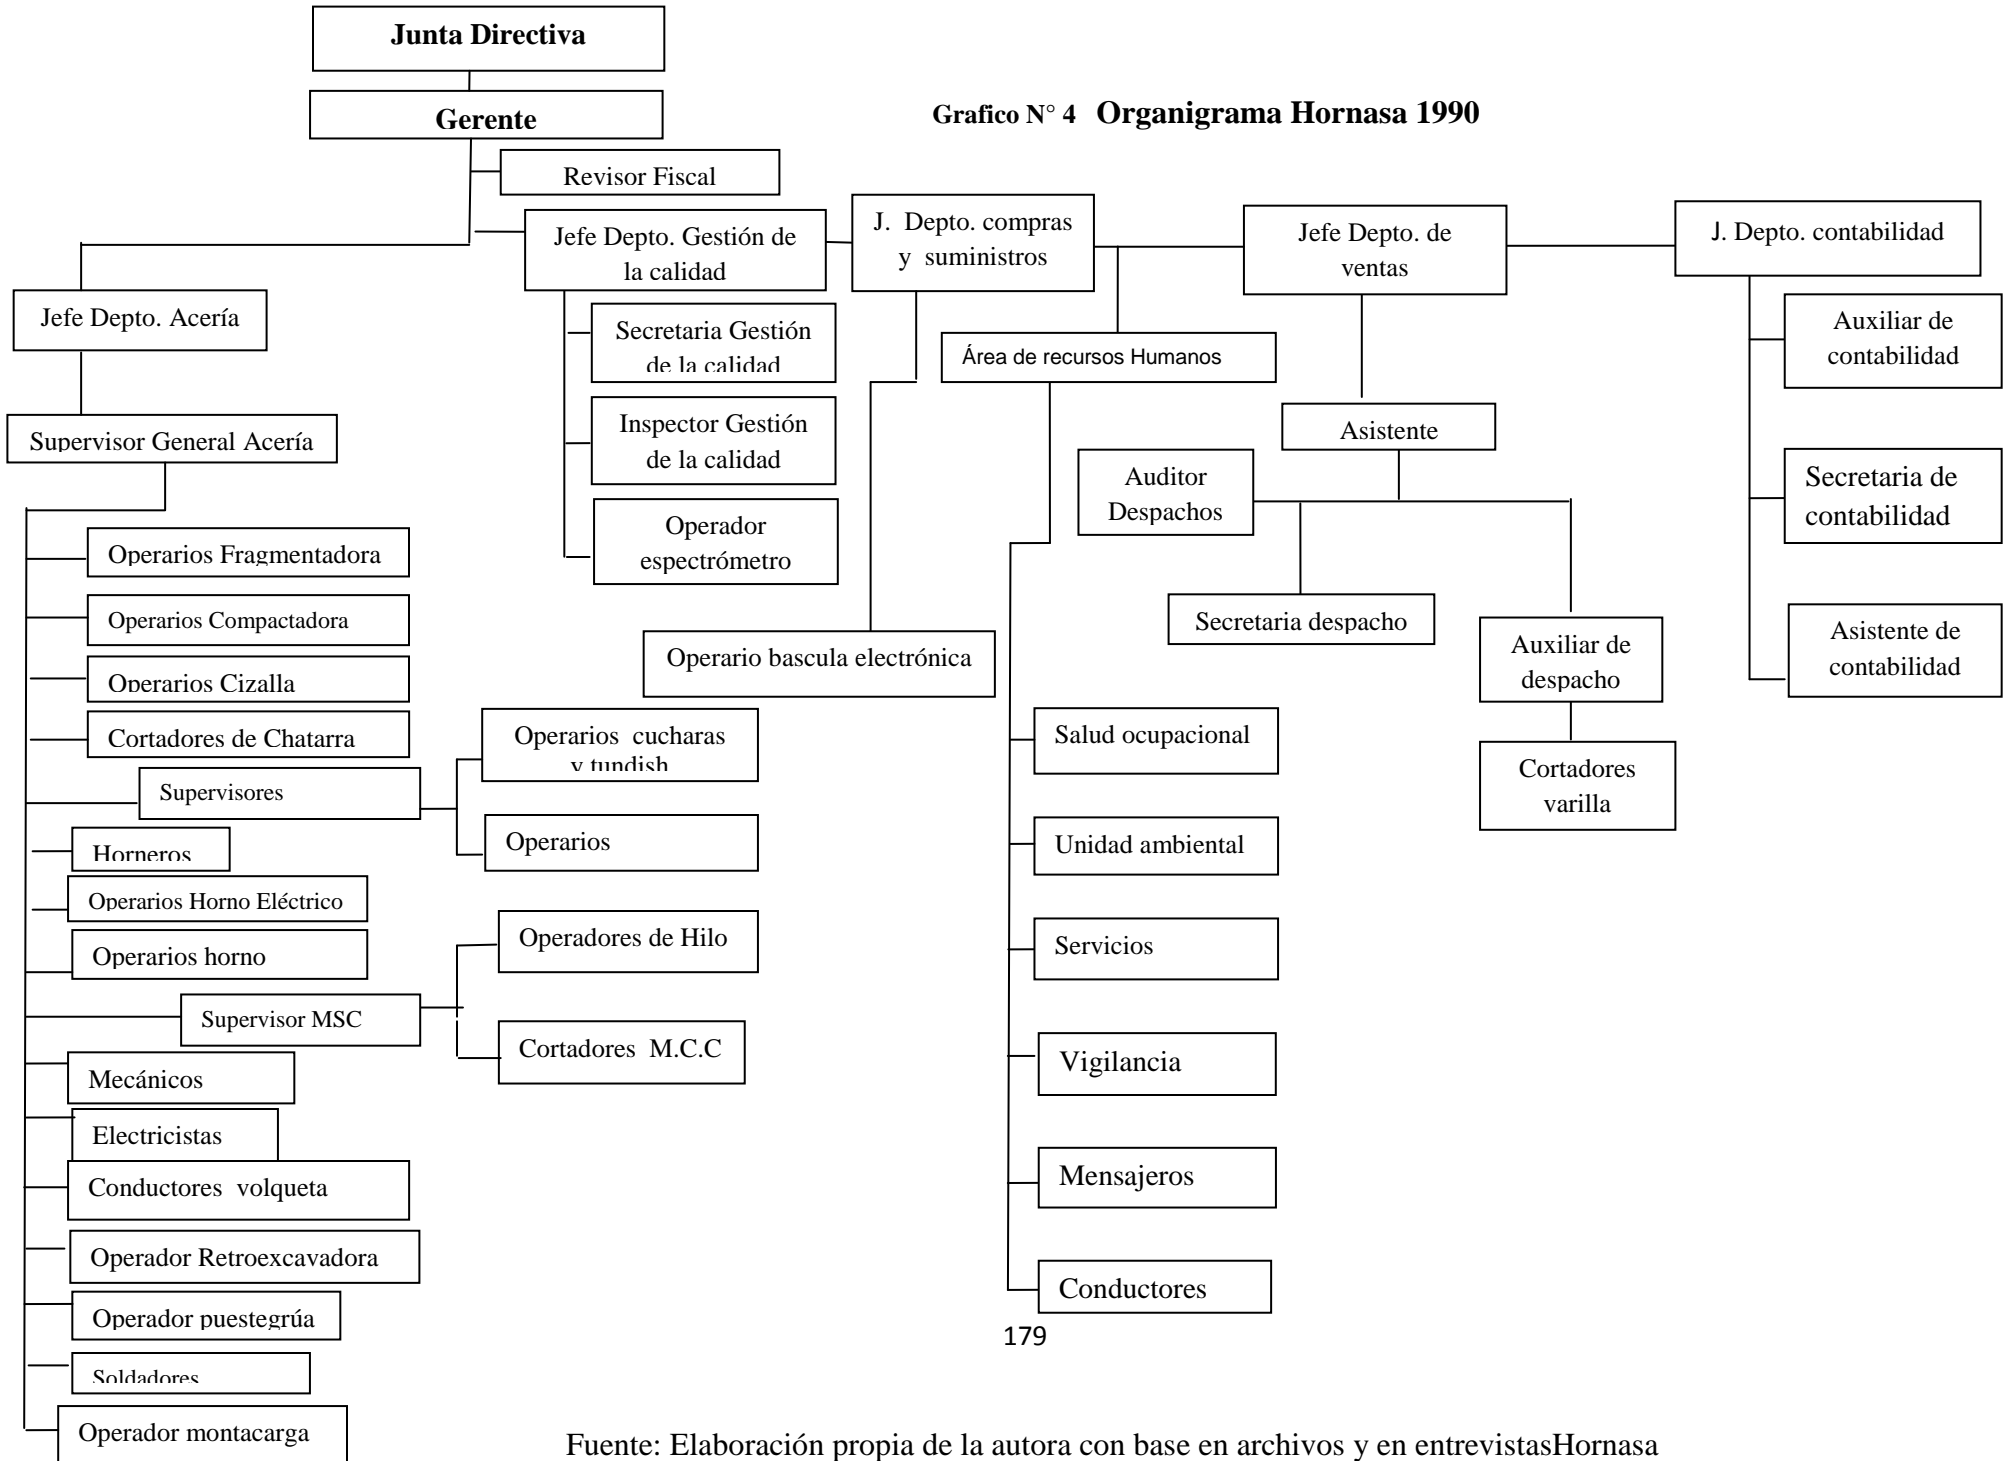 Junta Directiva
Gerente
Grafico N° 4 Organigrama Hornasa 1990
Revisor Fiscal
Jefe Depto. Gestión de
la calidad
J. Depto. compras
y suministros
Jefe Depto. de
ventas
J. Depto. contabilidad
Jefe Depto. Acería
Supervisor General Acería
Secretaria Gestión
de la calidad
Inspector Gestión
de la calidad
Operador
espectrómetro
Área de recursos Humanos
Operario bascula electrónica
Asistente
Auditor
Despachos
Secretaria despacho
Auxiliar de
despacho
Cortadores
varilla
Auxiliar de
contabilidad
Secretaria de
contabilidad
Asistente de
contabilidad
Operarios Fragmentadora
Operarios Compactadora
Operarios Cizalla
Cortadores de Chatarra
Supervisores
Operarios cucharas
y tundish
Operarios
Horneros
Operarios Horno Eléctrico
Operarios horno
Supervisor MSC
Operadores de Hilo
Cortadores M.C.C
Mecánicos
Electricistas
Conductores volqueta
Operador Retroexcavadora
Operador puestegrúa
Soldadores
Operador montacarga
Salud ocupacional
Unidad ambiental
Servicios
Vigilancia
Mensajeros
Conductores
179
Fuente: Elaboración propia de la autora con base en archivos y en entrevistasHornasa